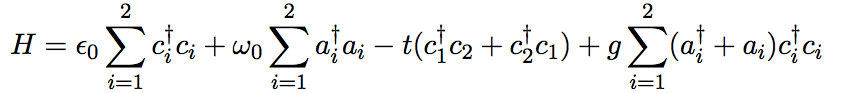 H = ϵ₀ ∑_{i=1}^{2} c_i^† c_i + ω₀ ∑_{i=1}^{2} a_i^† a_i − t(c_1^† c_2 + c_2^† c_1) + g ∑_{i=1}^{2} (a_i^† + a_i) c_i^† c_i